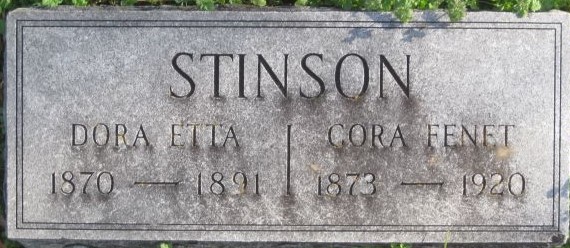 STINSON
DORA ETTA | CORA FENET
1870 — 1891 | 1873 — 1920